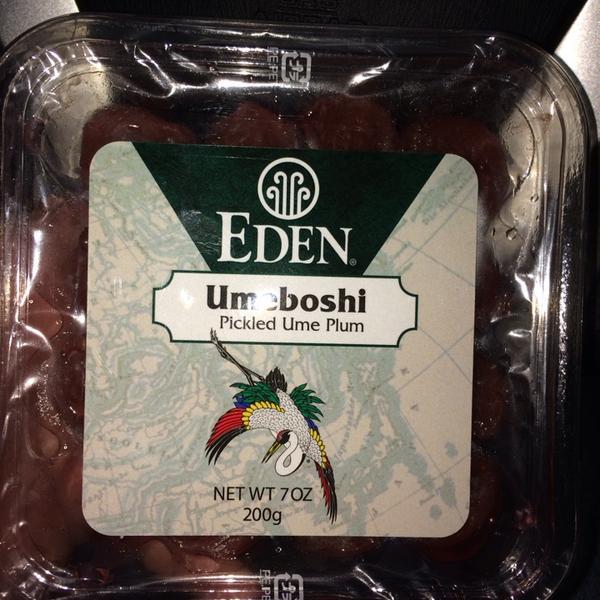 EDEN®
Umeboshi
Pickled Ume Plum
NET WT 7OZ
200g